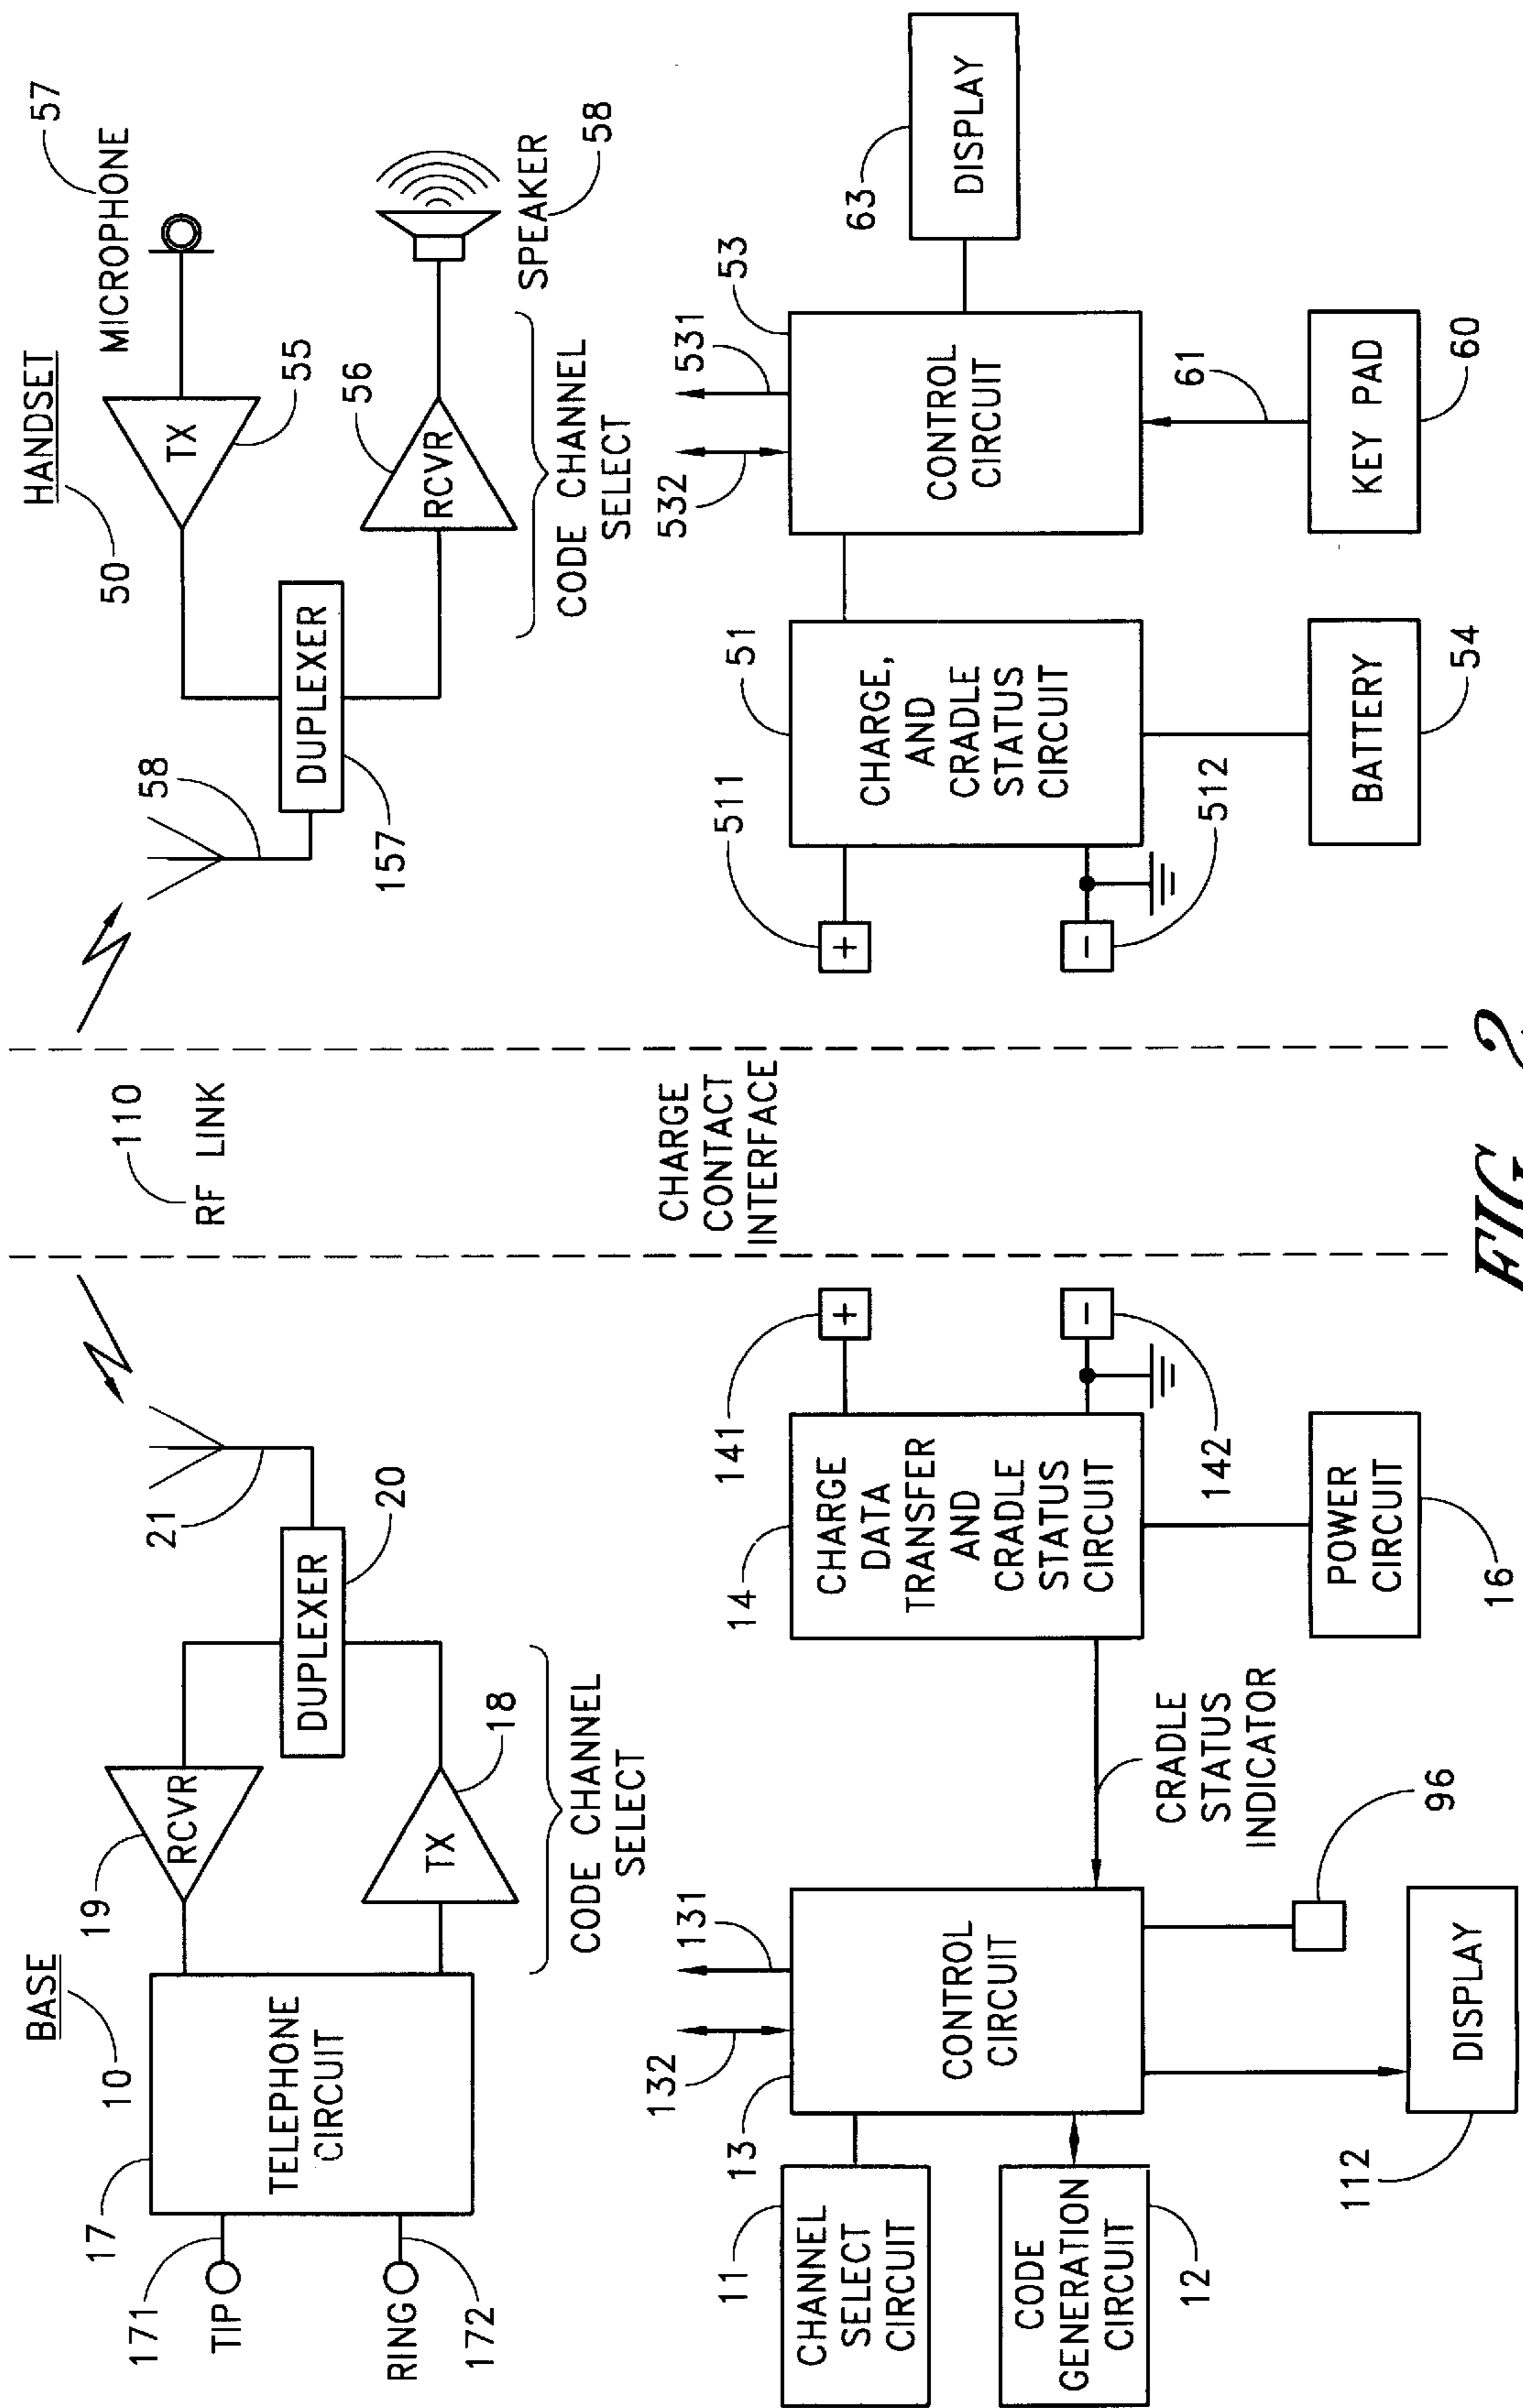 BASE
10
17
171
TIP
RING
172
TELEPHONE
CIRCUIT
19
RCVR
TX
18
DUPLEXER
20
21
CODE CHANNEL
SELECT
110
RF LINK
HANDSET
50
58
DUPLEXER
157
TX
55
MICROPHONE
57
RCVR
56
SPEAKER
58
CODE CHANNEL
SELECT
11
CHANNEL
SELECT
CIRCUIT
CODE
GENERATION
CIRCUIT
12
13
132
131
CONTROL
CIRCUIT
112
DISPLAY
96
CRADLE
STATUS
INDICATOR
14
CHARGE
DATA
TRANSFER
AND
CRADLE
STATUS
CIRCUIT
141
+
−
142
POWER
CIRCUIT
16
CHARGE
CONTACT
INTERFACE
511
+
−
512
51
CHARGE,
AND
CRADLE
STATUS
CIRCUIT
BATTERY
54
532
531
53
CONTROL
CIRCUIT
61
KEY PAD
60
63
DISPLAY
FIG. 2